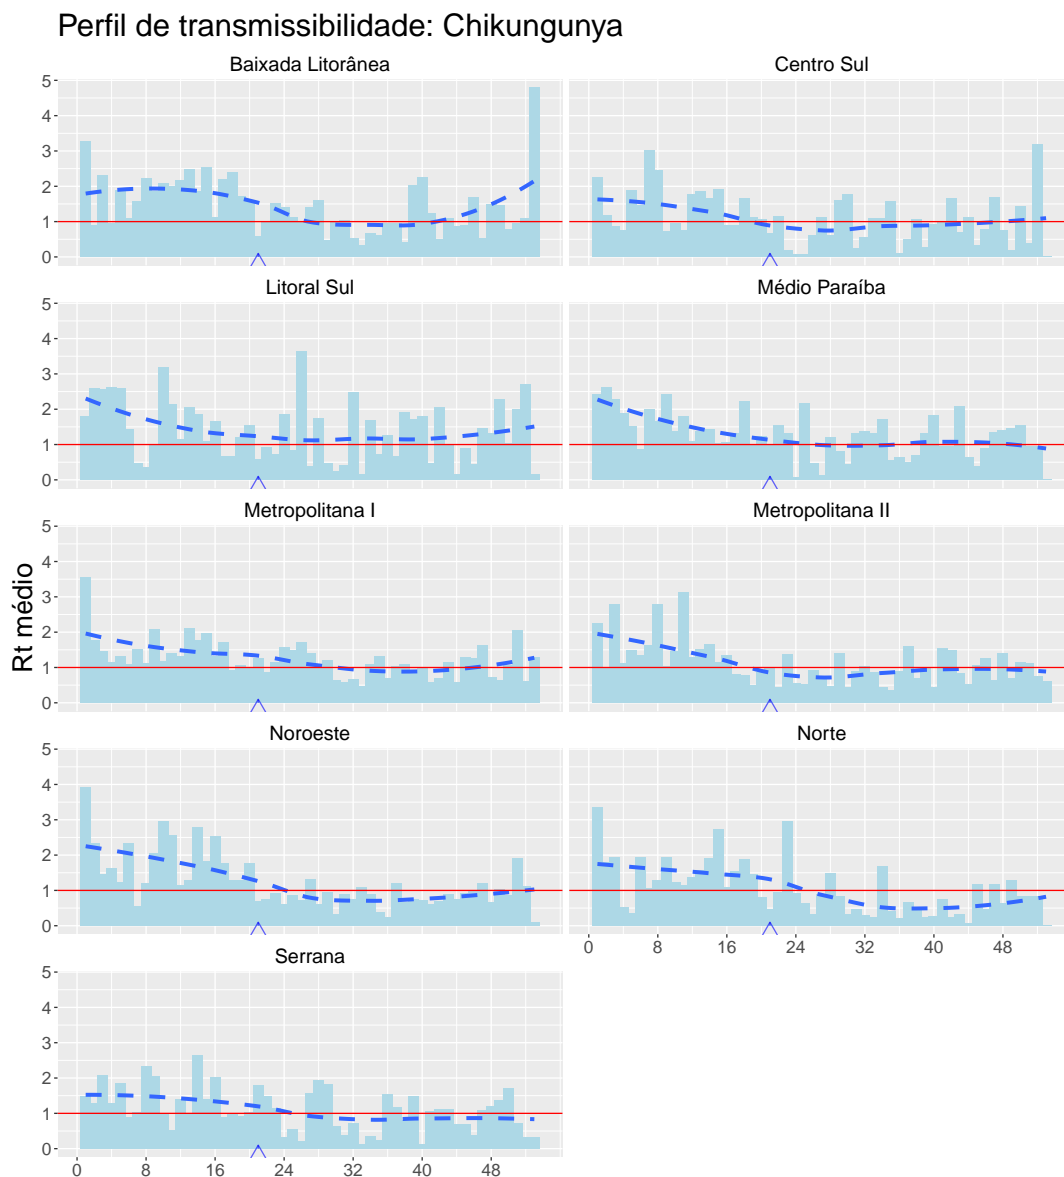 Perfil de transmissibilidade: Chikungunya
Baixada Litorânea
Centro Sul
5
4
3
2
1
0
Litoral Sul
Médio Paraíba
5
4
3
2
1
0
Metropolitana I
Metropolitana II
5
4
3
2
1
0
Rt médio
Noroeste
Norte
5
4
3
2
1
0
0 8 16 24 32 40 48
Serrana
5
4
3
2
1
0
0 8 16 24 32 40 48